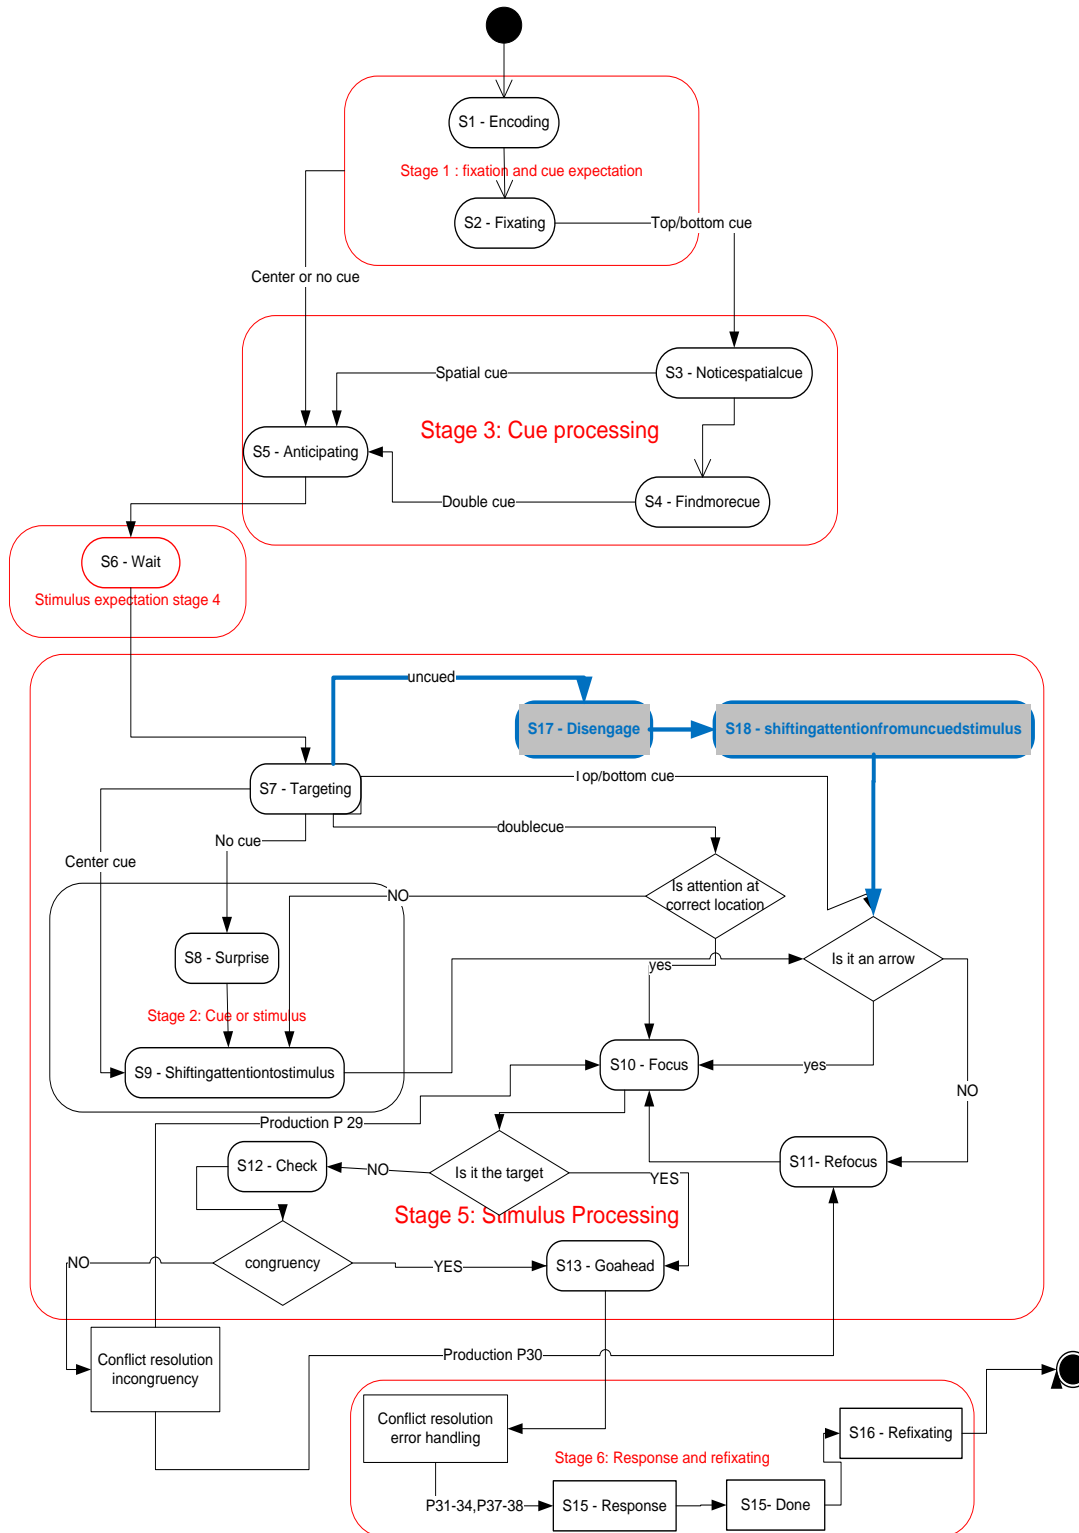 S1 - Encoding
Stage 1 : fixation and cue expectation
S2 - Fixating
Top/bottom cue
Center or no cue
Spatial cue
S3 - Noticespatialcue
Stage 3: Cue processing
S5 - Anticipating
Double cue
S4 - Findmorecue
S6 - Wait
Stimulus expectation stage 4
uncued
S17 - Disengage
S18 - shiftingattentionfromuncuedstimulus
Top/bottom cue
S7 - Targeting
doublecue
No cue
Center cue
Is attention at
correct location
NO
S8 - Surprise
Is it an arrow
yes
Stage 2: Cue or stimulus
S9 - Shiftingattentiontostimulus
S10 - Focus
yes
NO
Production P 29
S12 - Check
NO
Is it the target
YES
S11- Refocus
Stage 5: Stimulus Processing
NO
congruency
YES
S13 - Goahead
Conflict resolution
incongruency
Production P30
Conflict resolution
error handling
S16 - Refixating
Stage 6: Response and refixating
P31-34,P37-38
S15 - Response
S15- Done